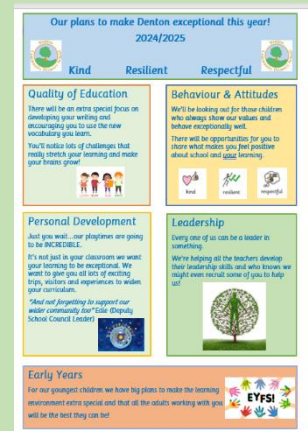 Our plans to make Denton exceptional this year!
2024/2025
Kind Resilient Respectful
Quality of Education
There will be an extra special focus on
developing your writing and
encouraging you to use the new
vocabulary you learn.
You'll notice lots of challenges that
really stretch your learning and make
your brains grow!
Behaviour & Attitudes
We'll be looking out for those children
who always show our values and
behave exceptionally well.
There will be opportunities for you to
share what makes you feel positive
about school and your learning.
kind
resilient
respectful
Personal Development
Just you wait...our playtimes are going
to be INCREDIBLE.
It's not just in your classroom we want
your learning to be exceptional. We
want to give you all lots of exciting
trips, visitors and experiences to widen
your curriculum.
"And not forgetting to support our
wider community too" Edie (Deputy
School Council Leader)
Leadership
Every one of us can be a leader in
something.
We're helping all the teachers develop
their leadership skills and who knows we
might even recruit some of you to help
us!
Early Years
For our youngest children we have big plans to make the learning
environment extra special and that all the adults working with you
will be the best they can be!
EYFS!